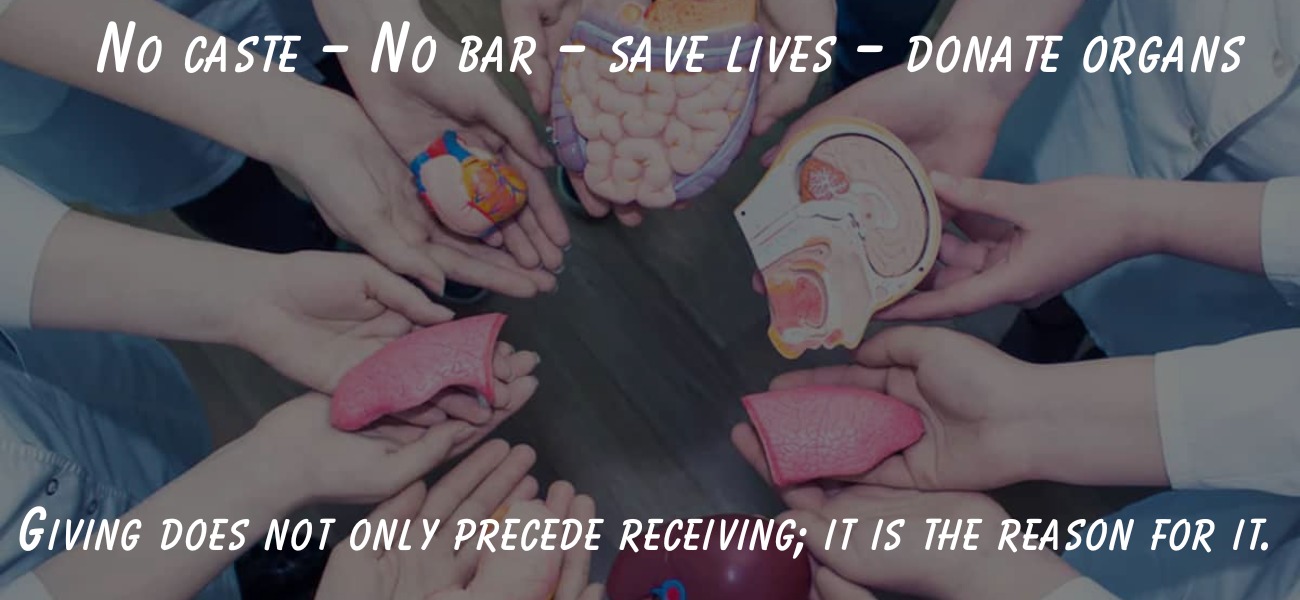 No caste - No bar - save lives - donate organs
Giving does not only precede receiving; it is the reason for it.